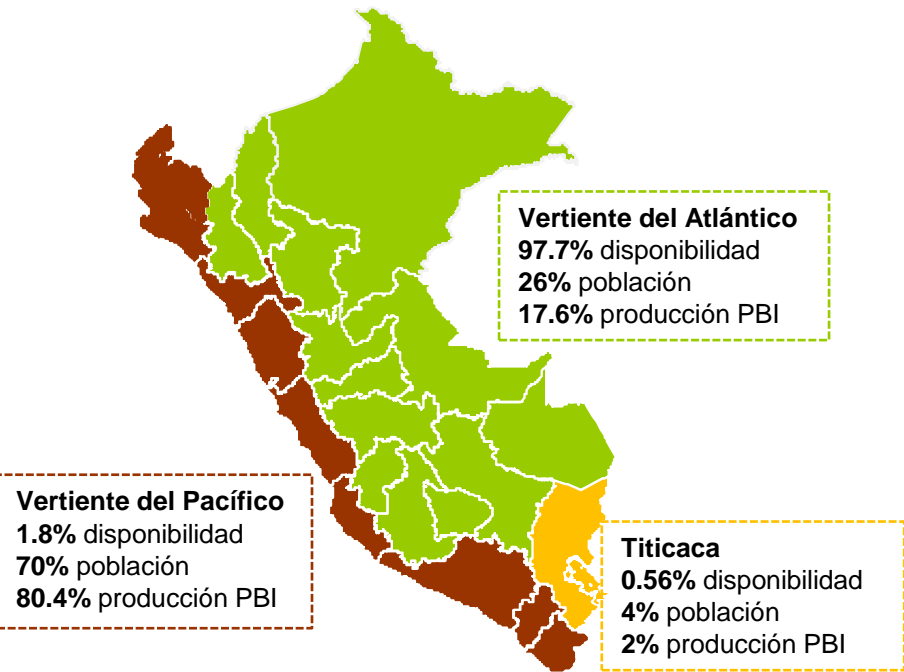 Vertiente del Atlántico
97.7% disponibilidad
26% población
17.6% producción PBI
Vertiente del Pacífico
1.8% disponibilidad
70% población
80.4% producción PBI
Titicaca
0.56% disponibilidad
4% población
2% producción PBI